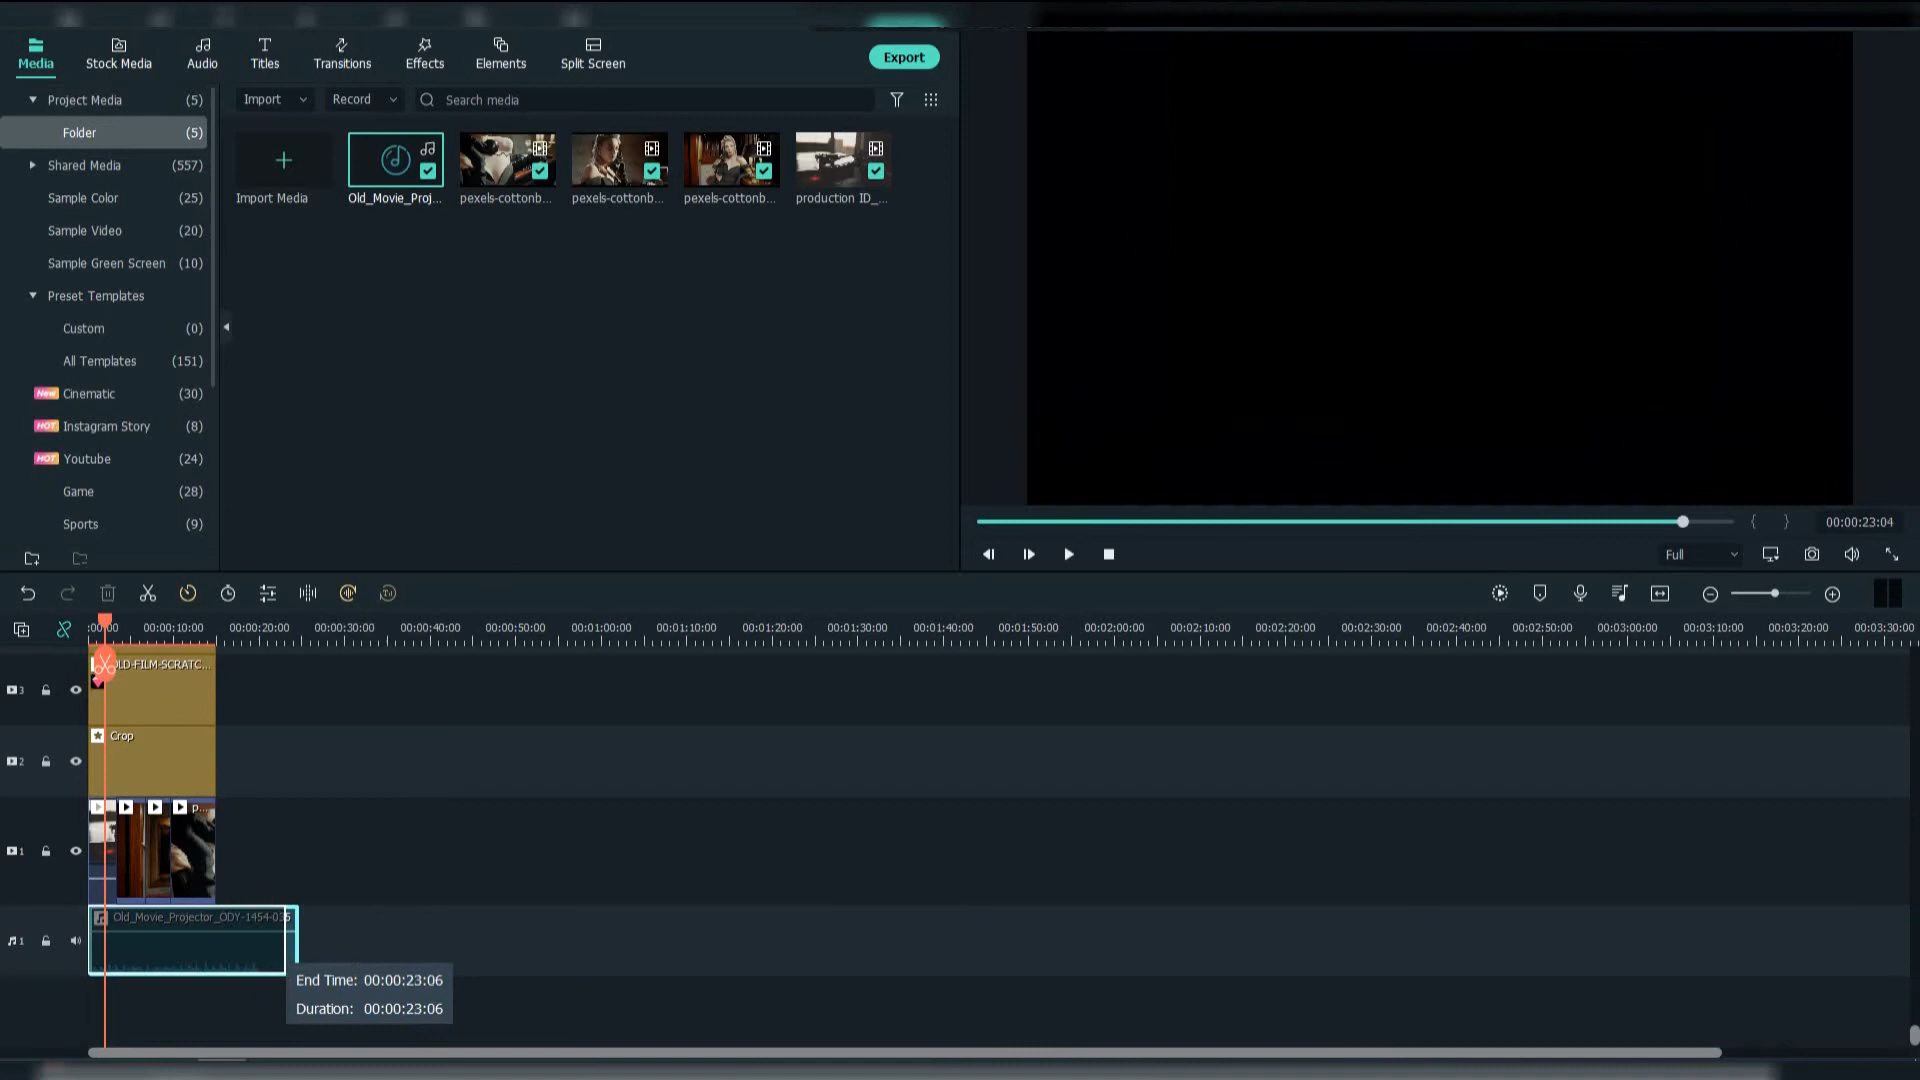 Media
Stock Media
Audio
Titles
Transitions
Effects
Elements
Split Screen
Export
Project Media (5)
Folder (5)
Shared Media (557)
Sample Color (25)
Sample Video (20)
Sample Green Screen (10)
Preset Templates
Custom (0)
All Templates (151)
New Cinematic (30)
HOT Instagram Story (8)
HOT Youtube (24)
Game (28)
Sports (9)
Import
Record
Search media
Import Media
Old_Movie_Proj...
pexels-cottonb...
pexels-cottonb...
pexels-cottonb...
production ID_...
00:00:23:04
Full
00:00:10:00
00:00:20:00
00:00:30:00
00:00:40:00
00:00:50:00
00:01:00:00
00:01:10:00
00:01:20:00
00:01:30:00
00:01:40:00
00:01:50:00
00:02:00:00
00:02:10:00
00:02:20:00
00:02:30:00
00:02:40:00
00:02:50:00
00:03:00:00
00:03:10:00
00:03:20:00
00:03:30:00
3
LD-FILM-SCRATC...
2
Crop
1
p...
1
Old_Movie_Projector_ODY-1454-035
End Time: 00:00:23:06
Duration: 00:00:23:06